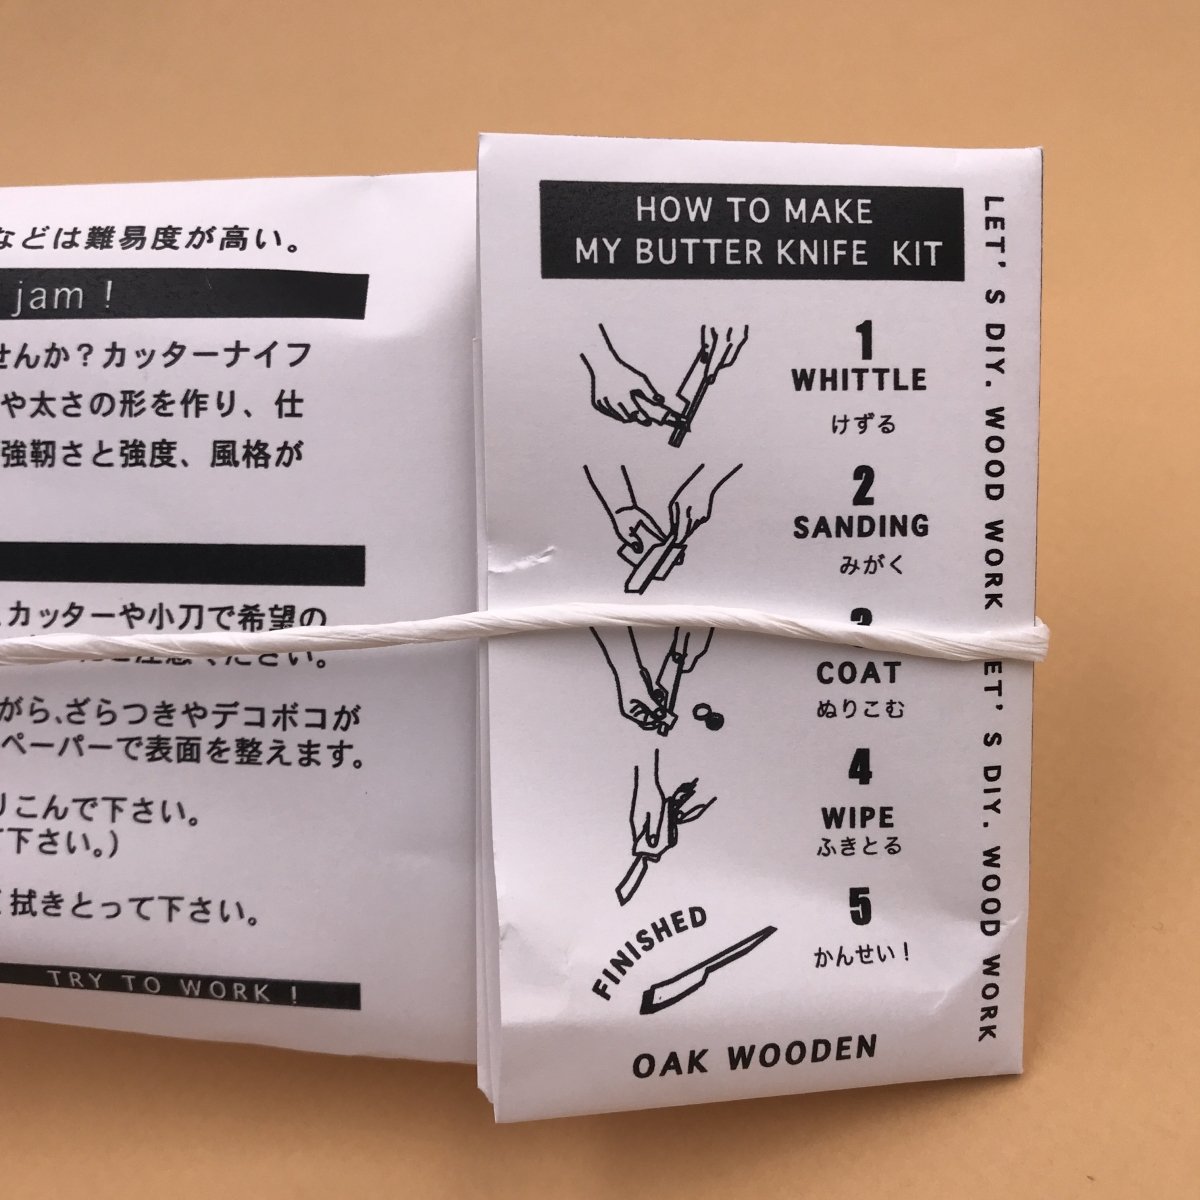 などは難易度が高い。
jam !
せんか？カッターナイフ
や太さの形を作り、仕
強靭さと強度、風格が
カッターや小刀で希望の
ください。
がら、ざらつきやデコボコが
ペーパーで表面を整えます。
りこんで下さい。
て下さい。)
拭きとって下さい。
TRY TO WORK !
HOW TO MAKE
MY BUTTER KNIFE KIT
1
WHITTLE
けずる
2
SANDING
みがく
3
COAT
ぬりこむ
4
WIPE
ふきとる
5
かんせい！
FINISHED
OAK WOODEN
LET'S DIY. WOOD WORK
LET'S DIY. WOOD WORK